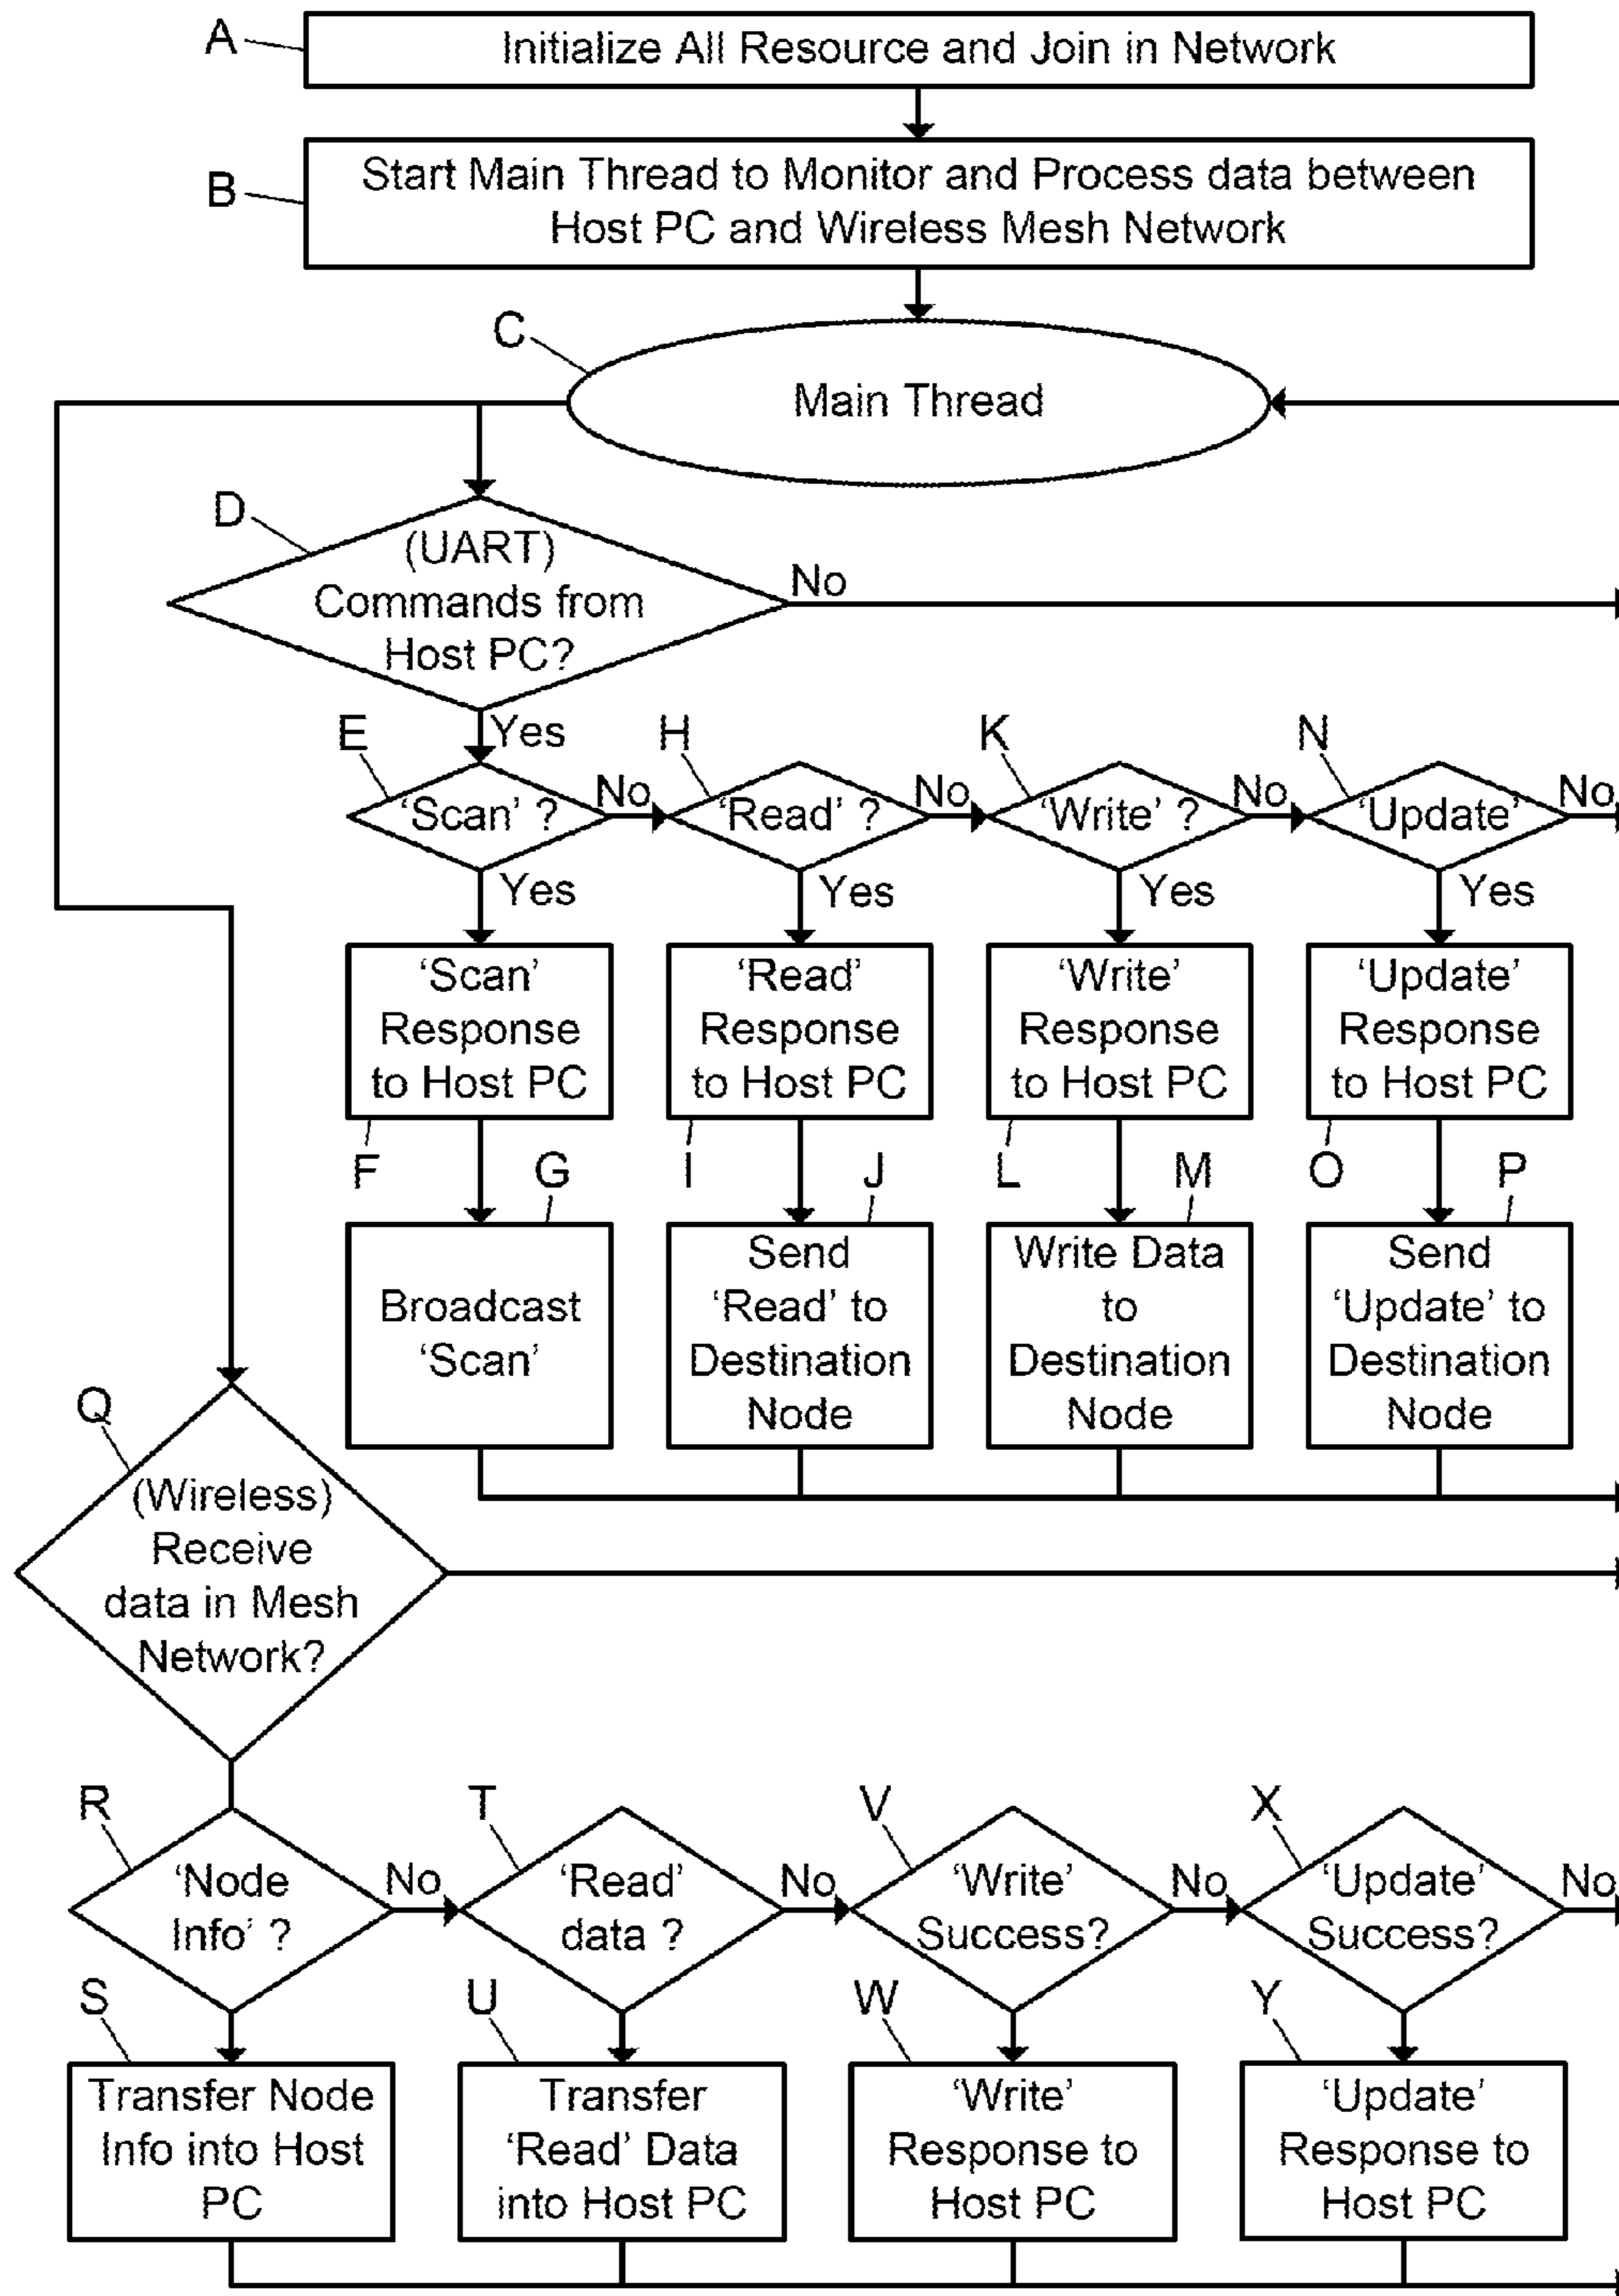 A
Initialize All Resource and Join in Network
B
Start Main Thread to Monitor and Process data between
Host PC and Wireless Mesh Network
C
Main Thread
D
(UART)
Commands from
Host PC?
No
Yes
E
H
K
N
‘Scan’ ?
No
‘Read’ ?
No
‘Write’ ?
No
‘Update’
No
Yes
Yes
Yes
Yes
‘Scan’
Response
to Host PC
‘Read’
Response
to Host PC
‘Write’
Response
to Host PC
‘Update’
Response
to Host PC
F
G
I
J
L
M
O
P
Broadcast
‘Scan’
Send
‘Read’ to
Destination
Node
Write Data
to
Destination
Node
Send
‘Update’ to
Destination
Node
Q
(Wireless)
Receive
data in Mesh
Network?
R
T
V
X
‘Node
Info’ ?
No
‘Read’
data ?
No
‘Write’
Success?
No
‘Update’
Success?
No
S
U
W
Y
Transfer Node
Info into Host
PC
Transfer
‘Read’ Data
into Host PC
‘Write’
Response to
Host PC
‘Update’
Response to
Host PC